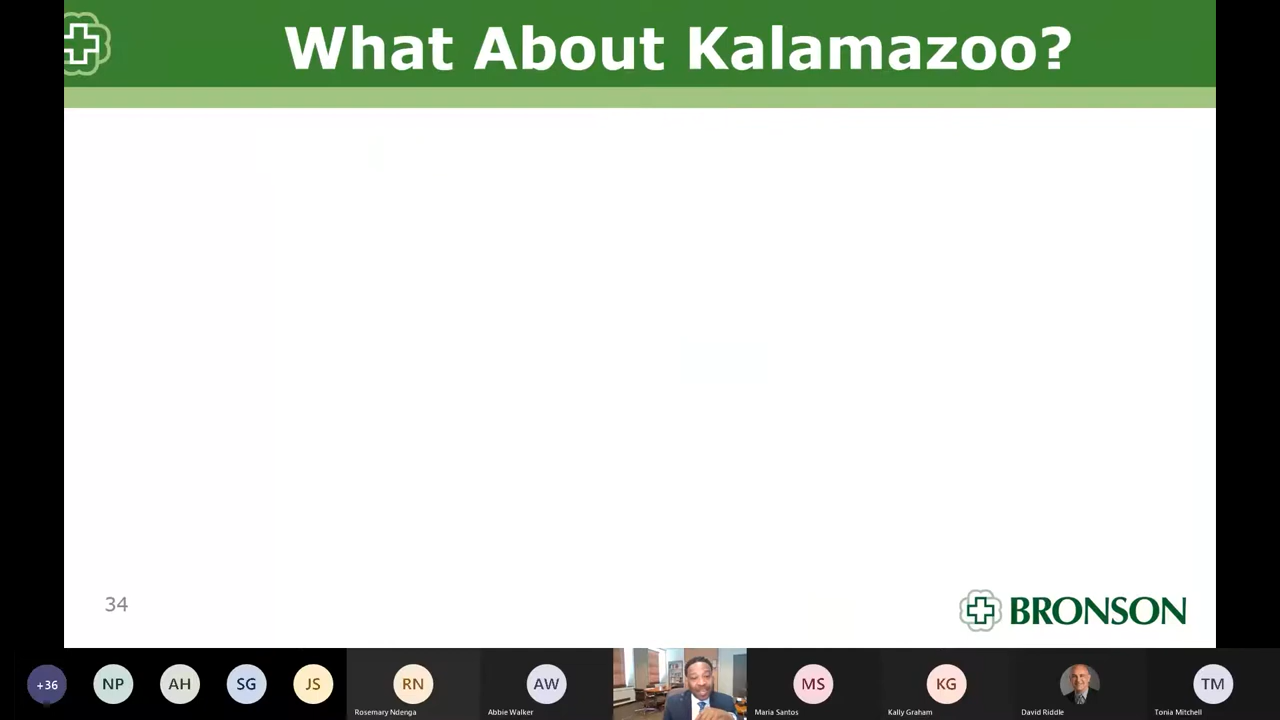 What About Kalamazoo?
34
BRONSON
+36
NP
AH
SG
JS
RN
Rosemary Ndenga
AW
Abbie Walker
MS
Maria Santos
KG
Kally Graham
David Riddle
TM
Tonia Mitchell